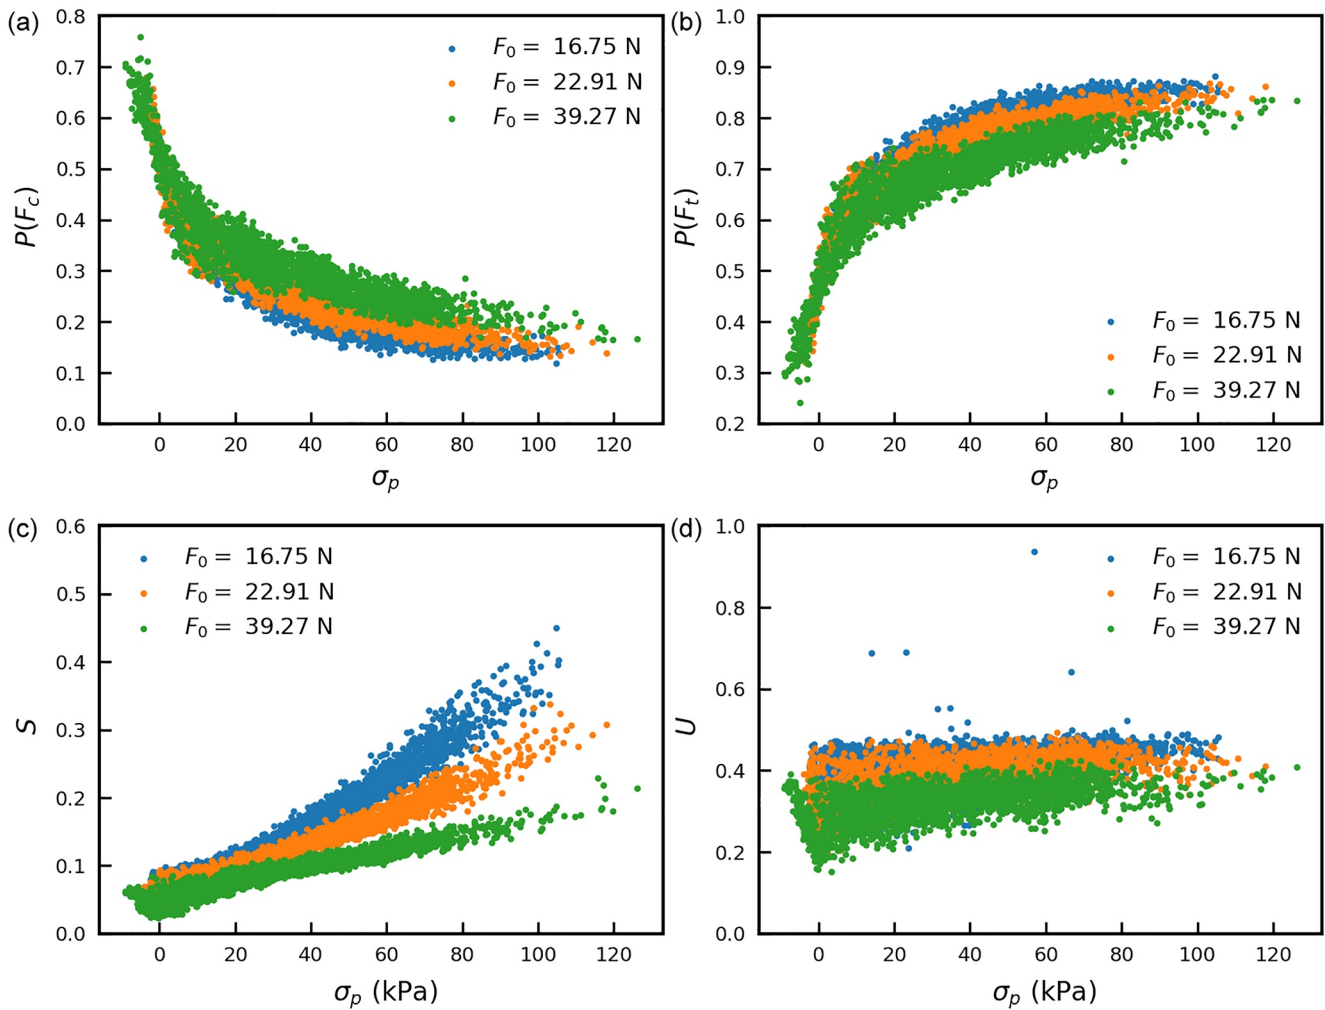 (a)
0.8
0.7
0.6
0.5
0.4
0.3
0.2
0.1
0.0
P(F_c)
F_0 = 16.75 N
F_0 = 22.91 N
F_0 = 39.27 N
0 20 40 60 80 100 120
σ_p
(b)
1.0
0.9
0.8
0.7
0.6
0.5
0.4
0.3
0.2
P(F_t)
F_0 = 16.75 N
F_0 = 22.91 N
F_0 = 39.27 N
0 20 40 60 80 100 120
σ_p
(c)
0.6
0.5
0.4
0.3
0.2
0.1
0.0
S
F_0 = 16.75 N
F_0 = 22.91 N
F_0 = 39.27 N
0 20 40 60 80 100 120
σ_p (kPa)
(d)
1.0
0.8
0.6
0.4
0.2
0.0
U
F_0 = 16.75 N
F_0 = 22.91 N
F_0 = 39.27 N
0 20 40 60 80 100 120
σ_p (kPa)